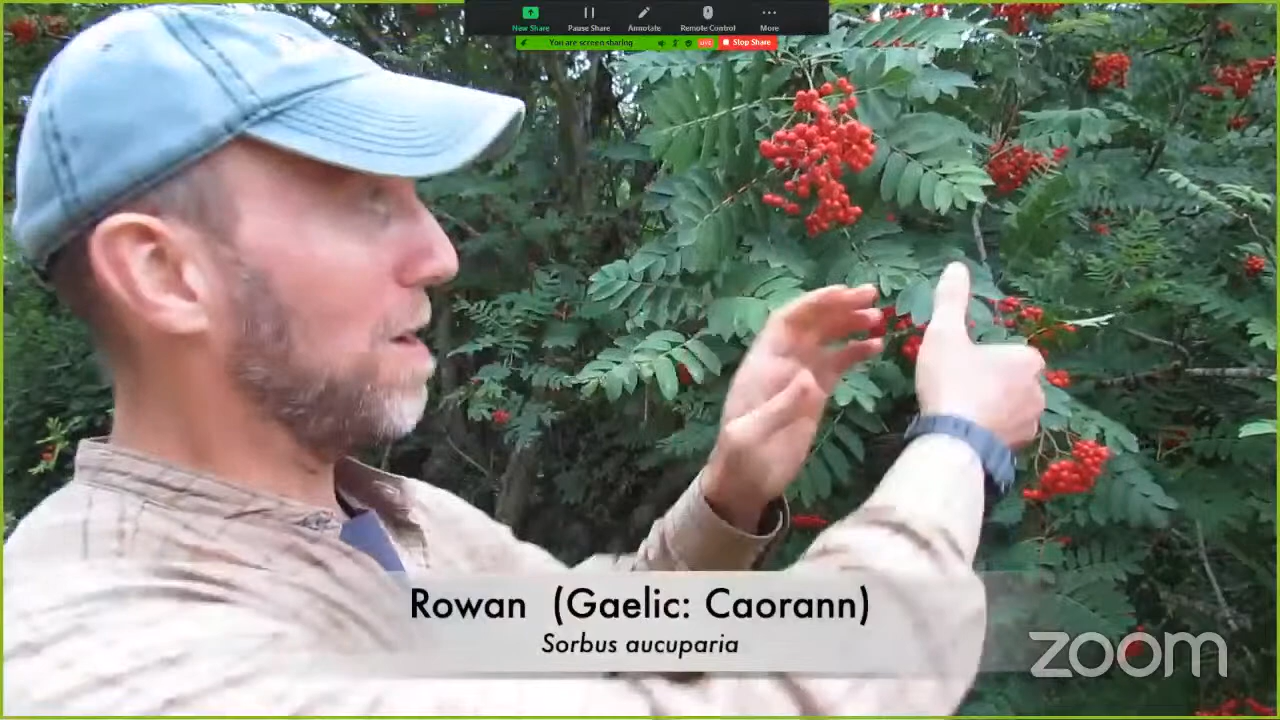 New Share
Pause Share
Annotate
Remote Control
More
You are screen sharing
LIVE
Stop Share
Rowan (Gaelic: Caorann)
Sorbus aucuparia
zoom